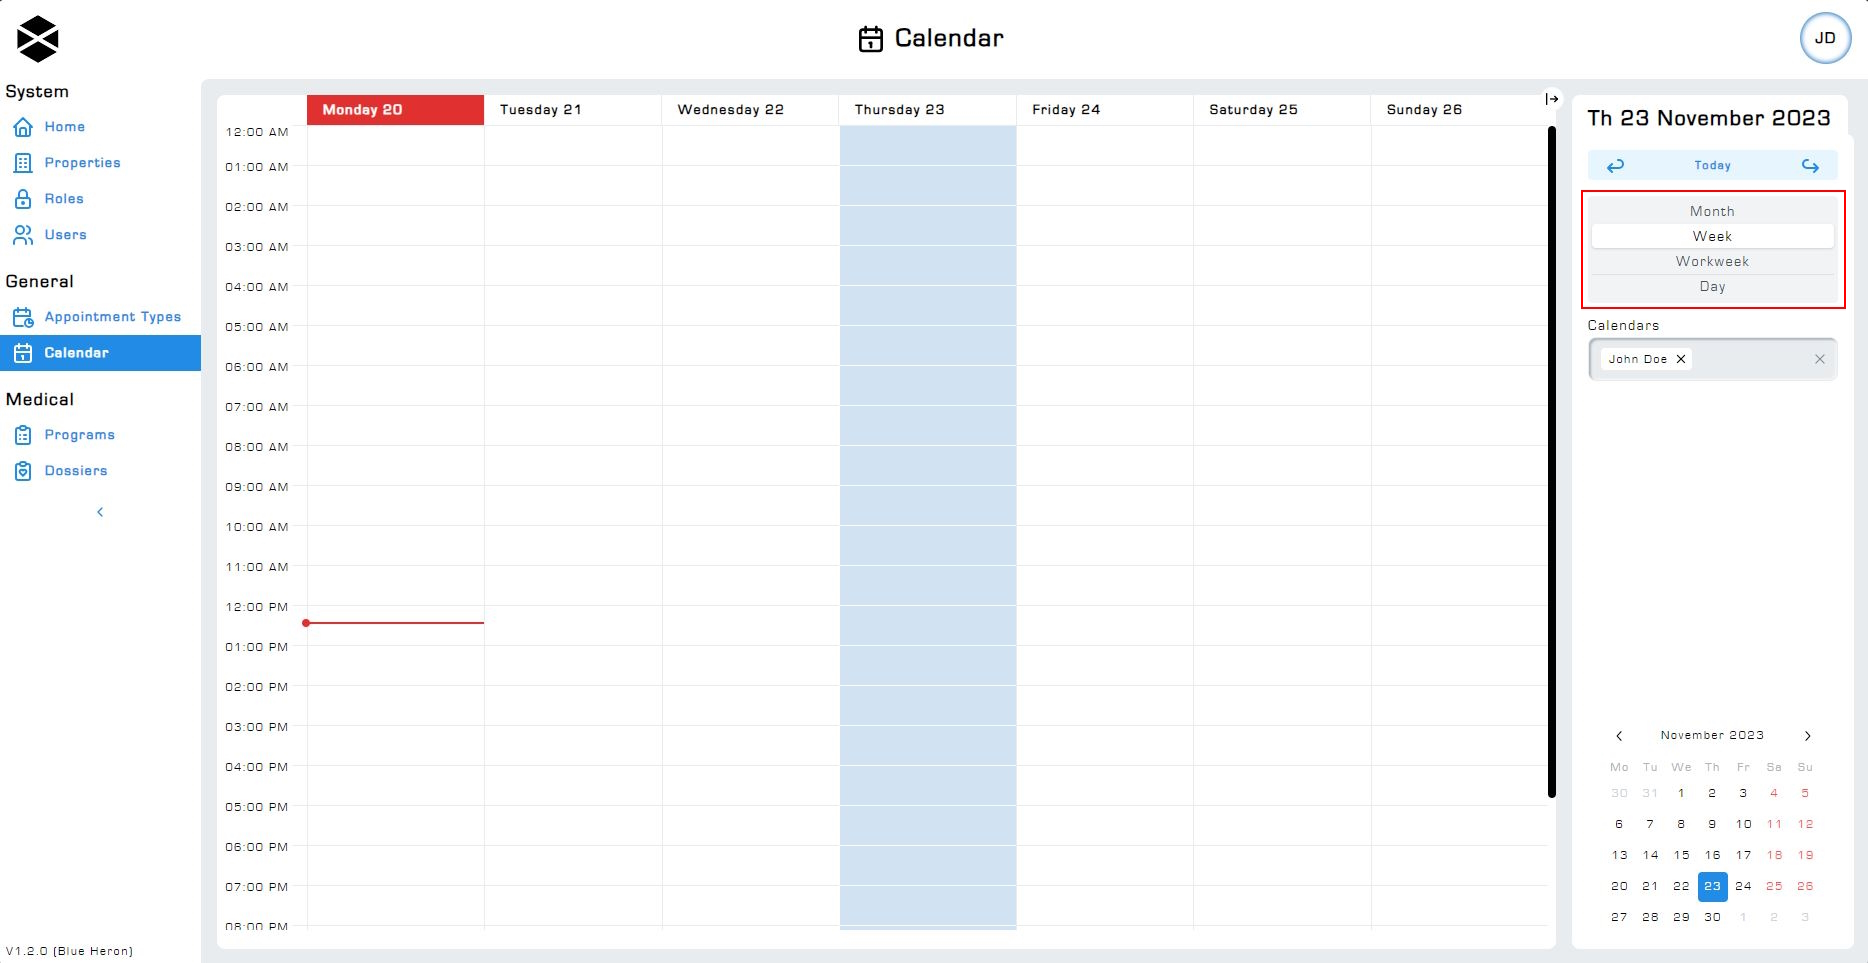 Calendar
JD
System
Home
Properties
Roles
Users
General
Appointment Types
Calendar
Medical
Programs
Dossiers
V1.2.0 (Blue Heron)
Monday 20 Tuesday 21 Wednesday 22 Thursday 23 Friday 24 Saturday 25 Sunday 26
12:00 AM
01:00 AM
02:00 AM
03:00 AM
04:00 AM
05:00 AM
06:00 AM
07:00 AM
08:00 AM
09:00 AM
10:00 AM
11:00 AM
12:00 PM
01:00 PM
02:00 PM
03:00 PM
04:00 PM
05:00 PM
06:00 PM
07:00 PM
08:00 PM
Th 23 November 2023
Today
Month
Week
Workweek
Day
Calendars
John Doe
November 2023
Mo Tu We Th Fr Sa Su
30 31 1 2 3 4 5
6 7 8 9 10 11 12
13 14 15 16 17 18 19
20 21 22 23 24 25 26
27 28 29 30 1 2 3